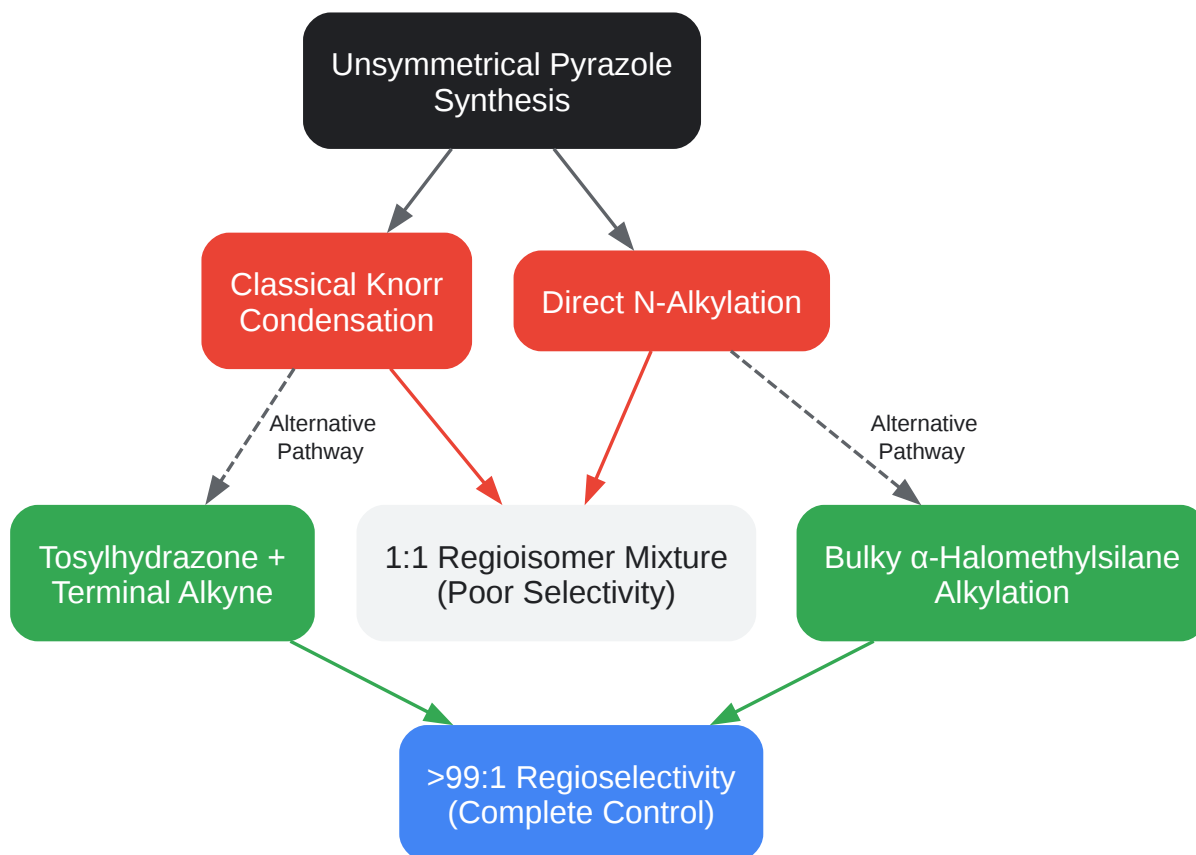 Unsymmetrical Pyrazole
Synthesis
Classical Knorr
Condensation
Direct N-Alkylation
Alternative
Pathway
Alternative
Pathway
Tosylhydrazone +
Terminal Alkyne
1:1 Regioisomer Mixture
(Poor Selectivity)
Bulky α-Halomethylsilane
Alkylation
>99:1 Regioselectivity
(Complete Control)